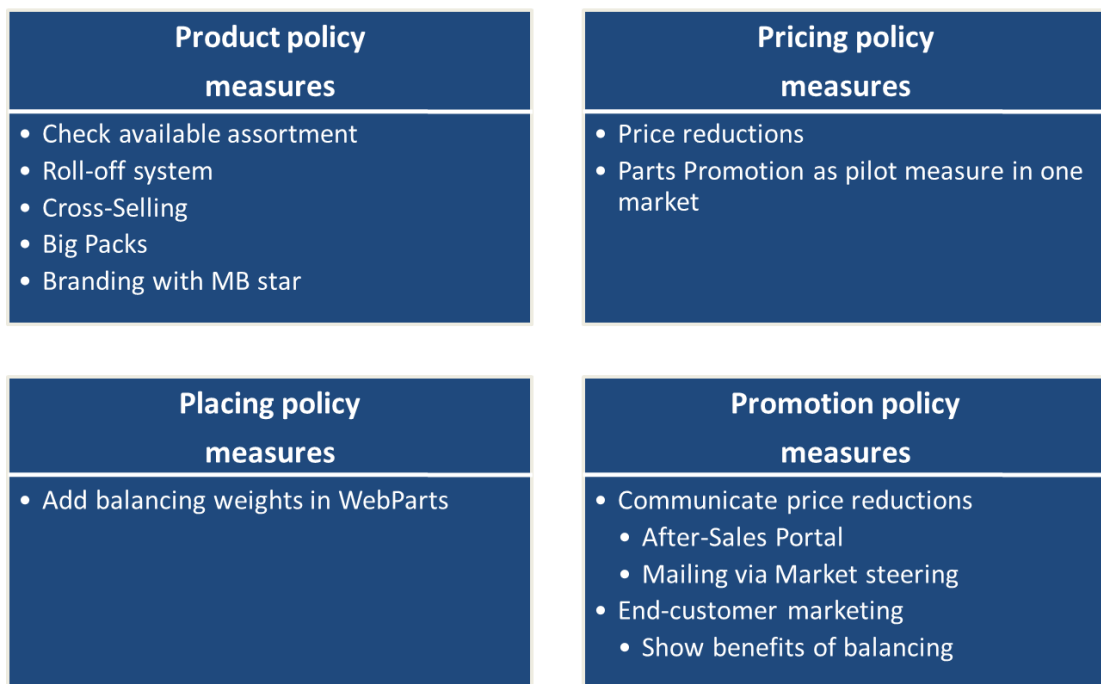 Product policy
measures
• Check available assortment
• Roll-off system
• Cross-Selling
• Big Packs
• Branding with MB star
Pricing policy
measures
• Price reductions
• Parts Promotion as pilot measure in one
market
Placing policy
measures
• Add balancing weights in WebParts
Promotion policy
measures
• Communicate price reductions
• After-Sales Portal
• Mailing via Market steering
• End-customer marketing
• Show benefits of balancing